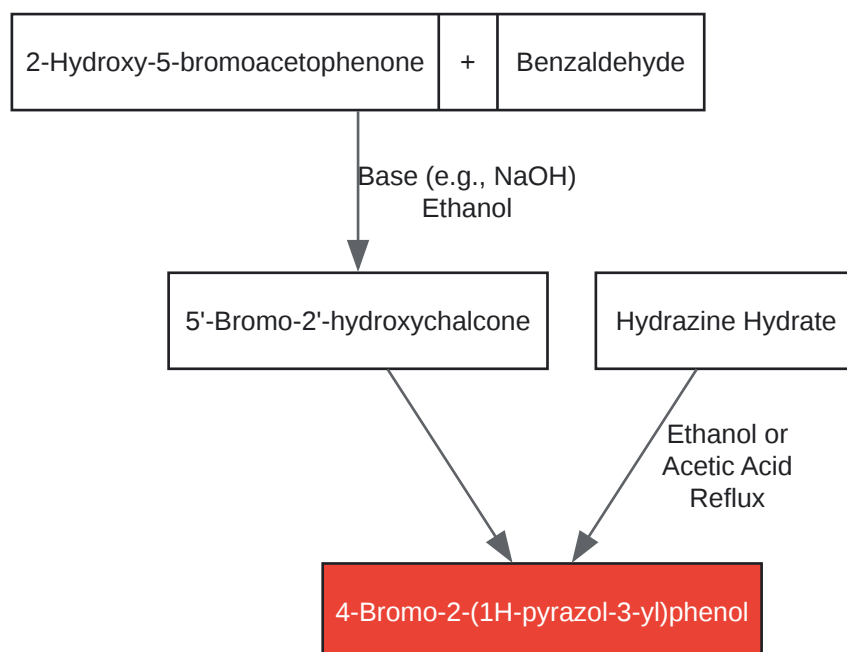 2-Hydroxy-5-bromoacetophenone + Benzaldehyde
Base (e.g., NaOH)
Ethanol
5'-Bromo-2'-hydroxychalcone
Hydrazine Hydrate
Ethanol or
Acetic Acid
Reflux
4-Bromo-2-(1H-pyrazol-3-yl)phenol